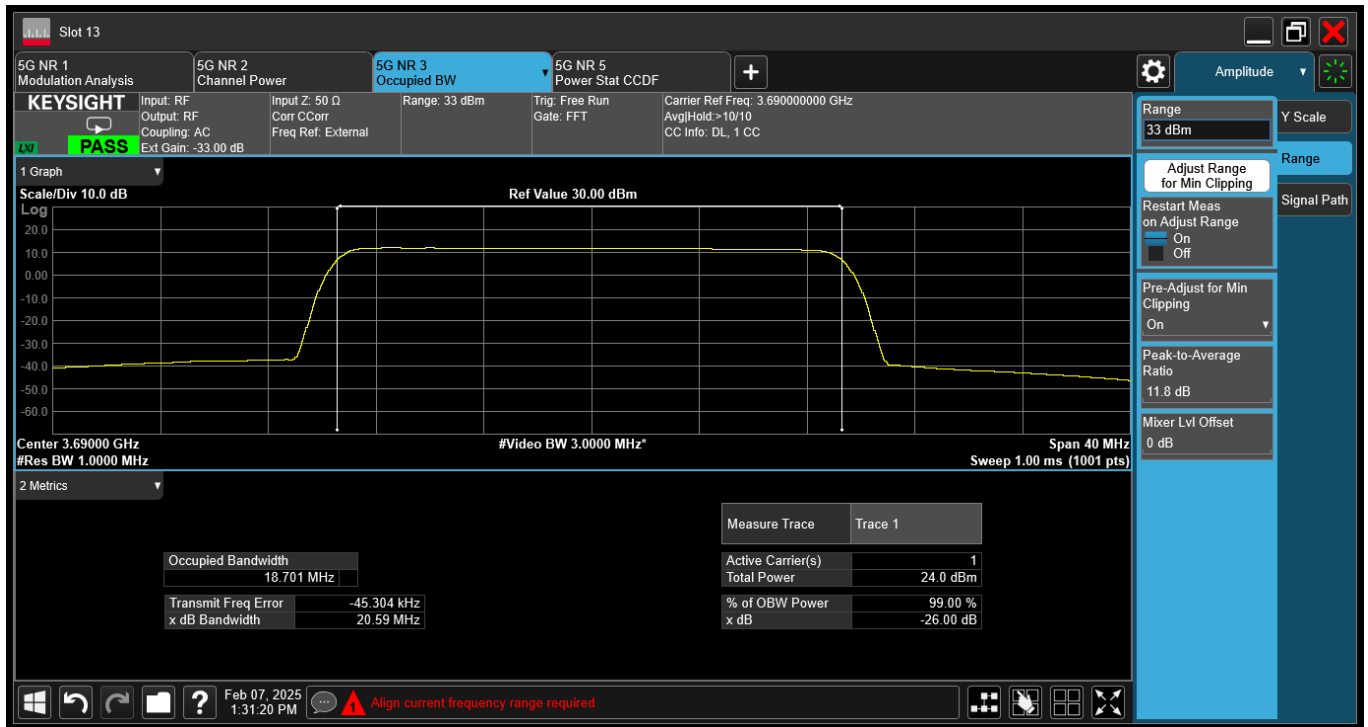 Slot 13
5G NR 1
Modulation Analysis
5G NR 2
Channel Power
5G NR 3
Occupied BW
5G NR 5
Power Stat CCDF
Amplitude
KEYSIGHT
LXI
PASS
Input: RF
Output: RF
Coupling: AC
Ext Gain: -33.00 dB
Input Z: 50 Ω
Corr CCorr
Freq Ref: External
Range: 33 dBm
Trig: Free Run
Gate: FFT
Carrier Ref Freq: 3.690000000 GHz
Avg|Hold:>10/10
CC Info: DL, 1 CC
1 Graph
Scale/Div 10.0 dB
Ref Value 30.00 dBm
Log
20.0
10.0
0.00
-10.0
-20.0
-30.0
-40.0
-50.0
-60.0
Center 3.69000 GHz
#Video BW 3.0000 MHz*
Span 40 MHz
#Res BW 1.0000 MHz
Sweep 1.00 ms (1001 pts)
2 Metrics
Measure Trace
Trace 1
Occupied Bandwidth
18.701 MHz
Active Carrier(s)
1
Total Power
24.0 dBm
Transmit Freq Error
-45.304 kHz
x dB Bandwidth
20.59 MHz
% of OBW Power
99.00 %
x dB
-26.00 dB
Range
33 dBm
Adjust Range
for Min Clipping
Restart Meas
on Adjust Range
On
Off
Pre-Adjust for Min
Clipping
On
Peak-to-Average
Ratio
11.8 dB
Mixer Lvl Offset
0 dB
Y Scale
Range
Signal Path
?
Feb 07, 2025
1:31:20 PM
1
Align current frequency range required